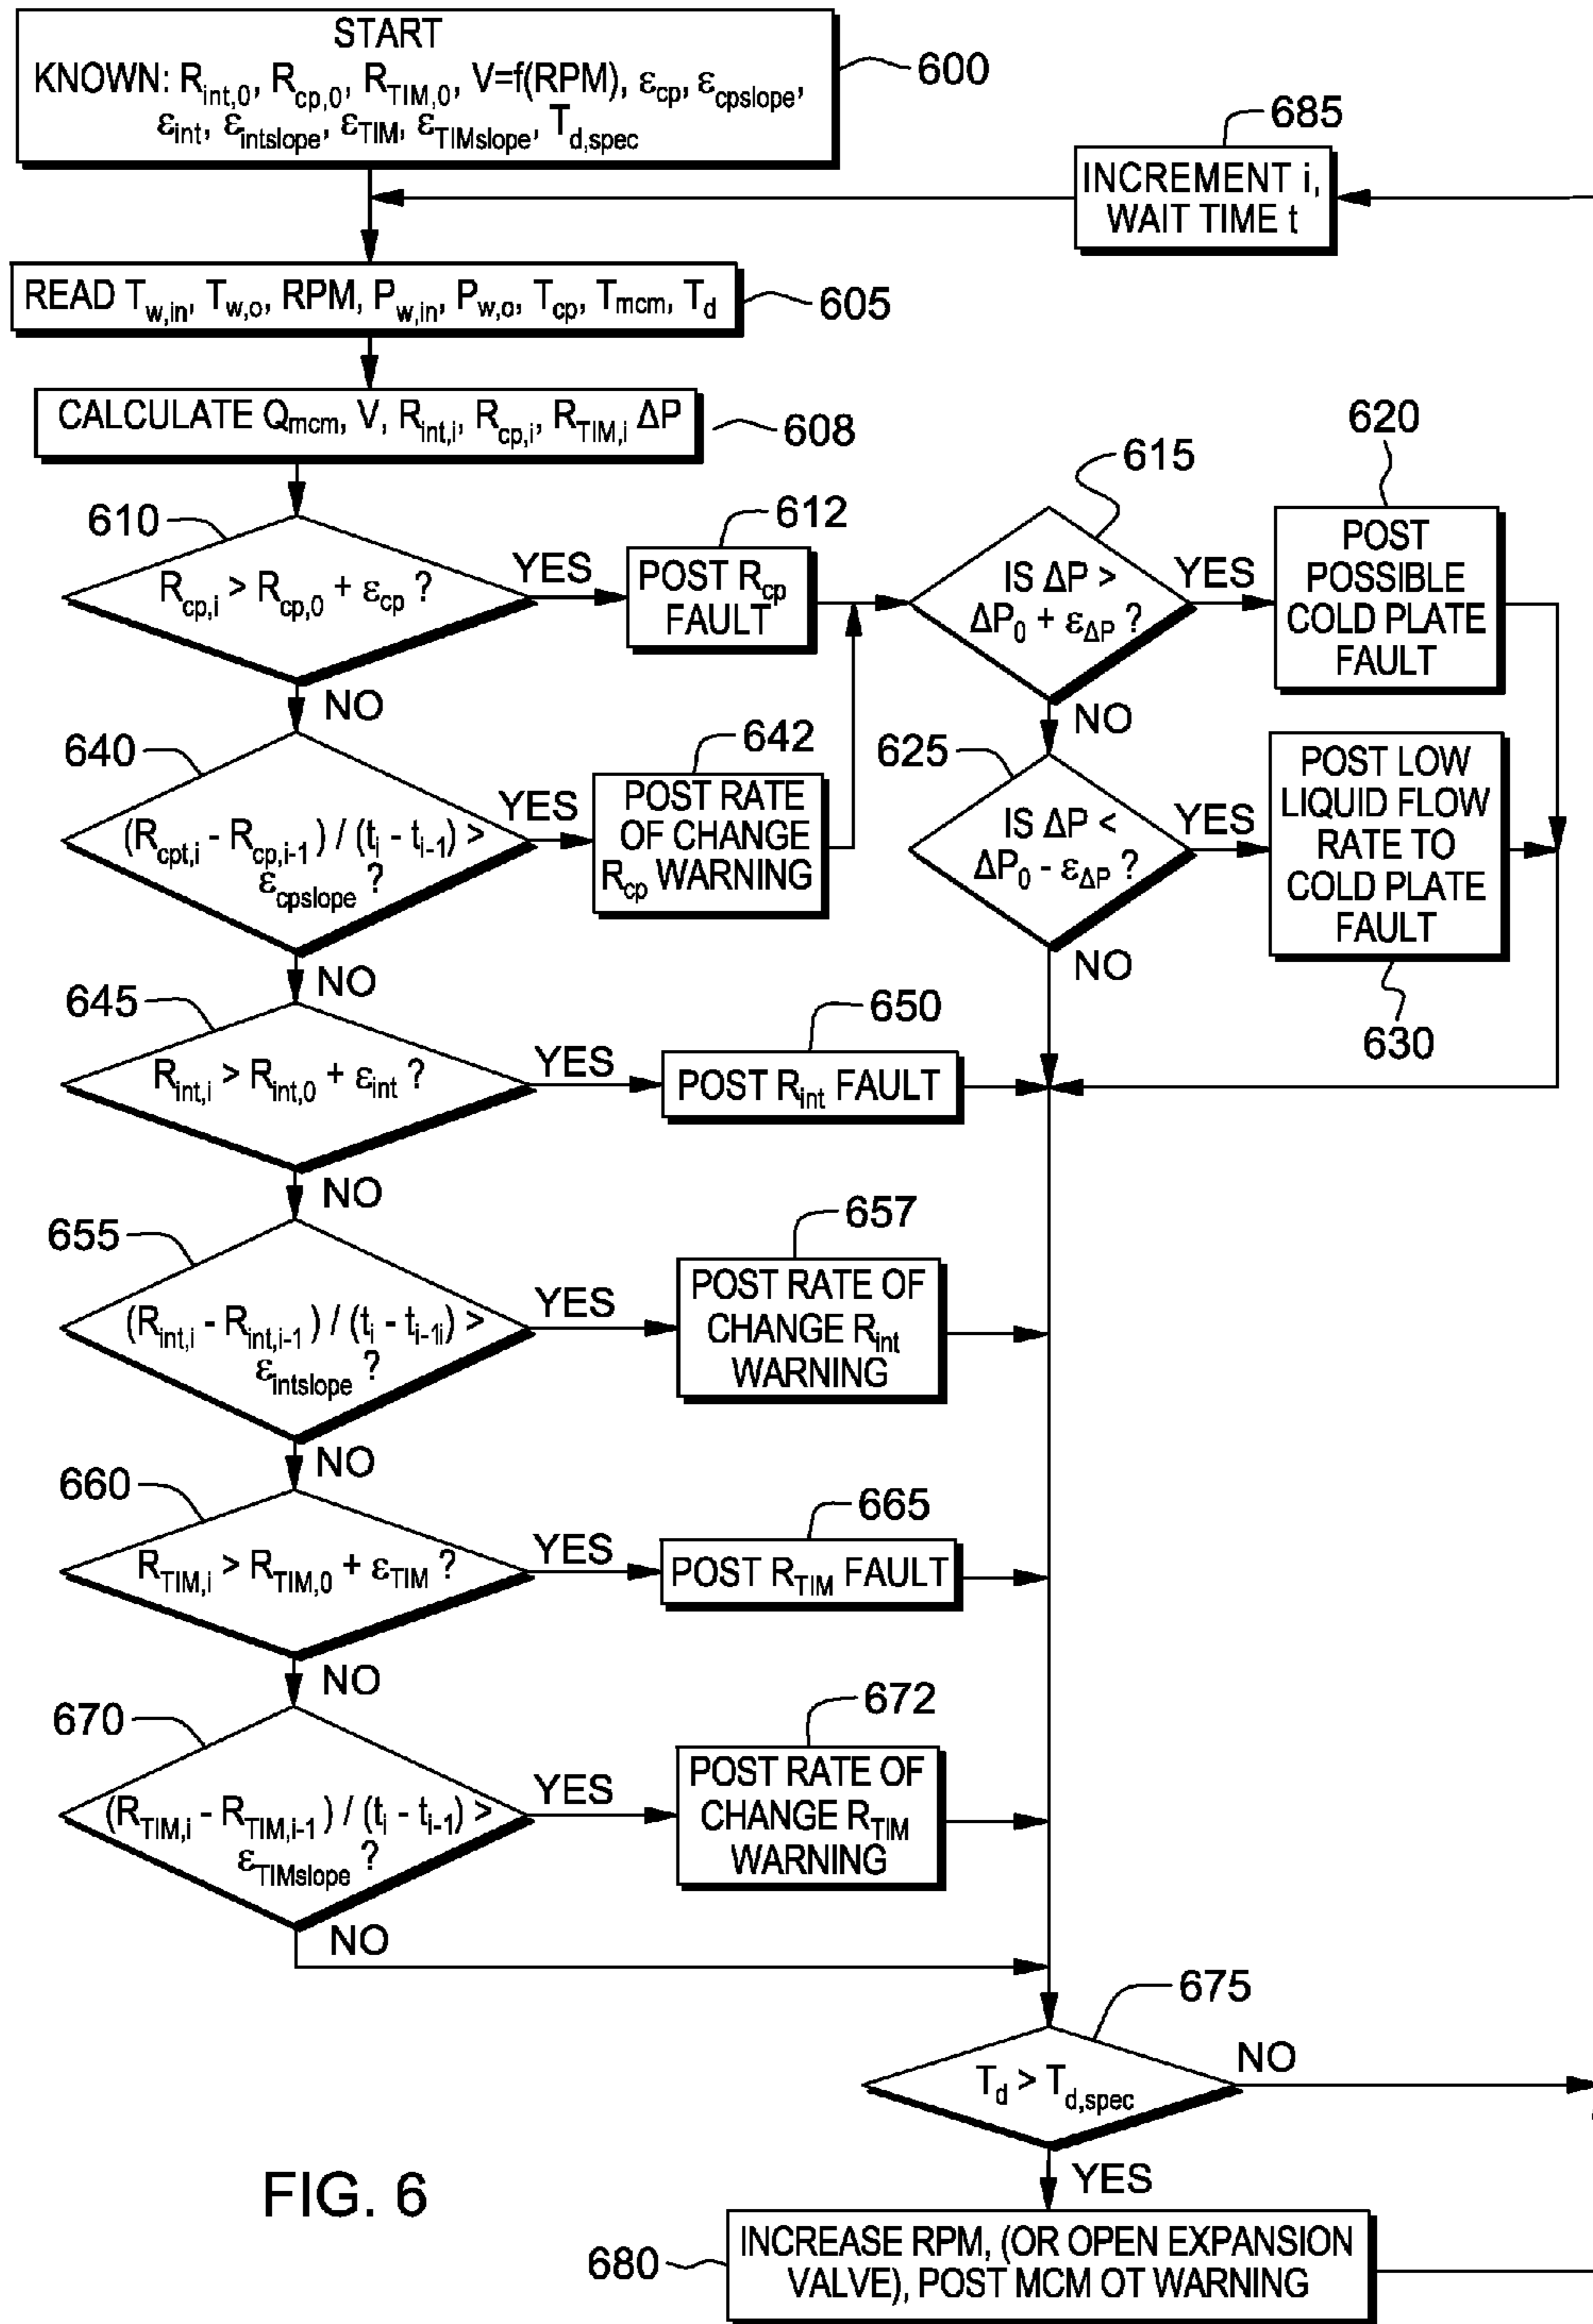 START
KNOWN: R_int,0, R_cp,0, R_TIM,0, V=f(RPM), ε_cp, ε_cpslope,
ε_int, ε_intslope, ε_TIM, ε_TIMslope, T_d,spec
600
685
INCREMENT i,
WAIT TIME t
READ T_w,in, T_w,o, RPM, P_w,in, P_w,o, T_cp, T_mcm, T_d
605
CALCULATE Q_mcm, V, R_int,i, R_cp,i, R_TIM,i ΔP
608
610
R_cp,i > R_cp,0 + ε_cp ?
YES
NO
612
POST R_cp
FAULT
615
IS ΔP >
ΔP_0 + ε_ΔP ?
YES
NO
620
POST
POSSIBLE
COLD PLATE
FAULT
640
(R_cpt,i - R_cp,i-1 ) / (t_i - t_i-1) >
ε_cpslope ?
YES
NO
642
POST RATE
OF CHANGE
R_cp WARNING
625
IS ΔP <
ΔP_0 - ε_ΔP ?
YES
NO
POST LOW
LIQUID FLOW
RATE TO
COLD PLATE
FAULT
630
645
R_int,i > R_int,0 + ε_int ?
YES
NO
650
POST R_int FAULT
655
(R_int,i - R_int,i-1 ) / (t_i - t_i-1i) >
ε_intslope ?
YES
NO
657
POST RATE OF
CHANGE R_int
WARNING
660
R_TIM,i > R_TIM,0 + ε_TIM ?
YES
NO
665
POST R_TIM FAULT
670
(R_TIM,i - R_TIM,i-1 ) / (t_i - t_i-1) >
ε_TIMslope ?
YES
NO
672
POST RATE OF
CHANGE R_TIM
WARNING
675
T_d > T_d,spec
NO
YES
680
INCREASE RPM, (OR OPEN EXPANSION
VALVE), POST MCM OT WARNING
FIG. 6